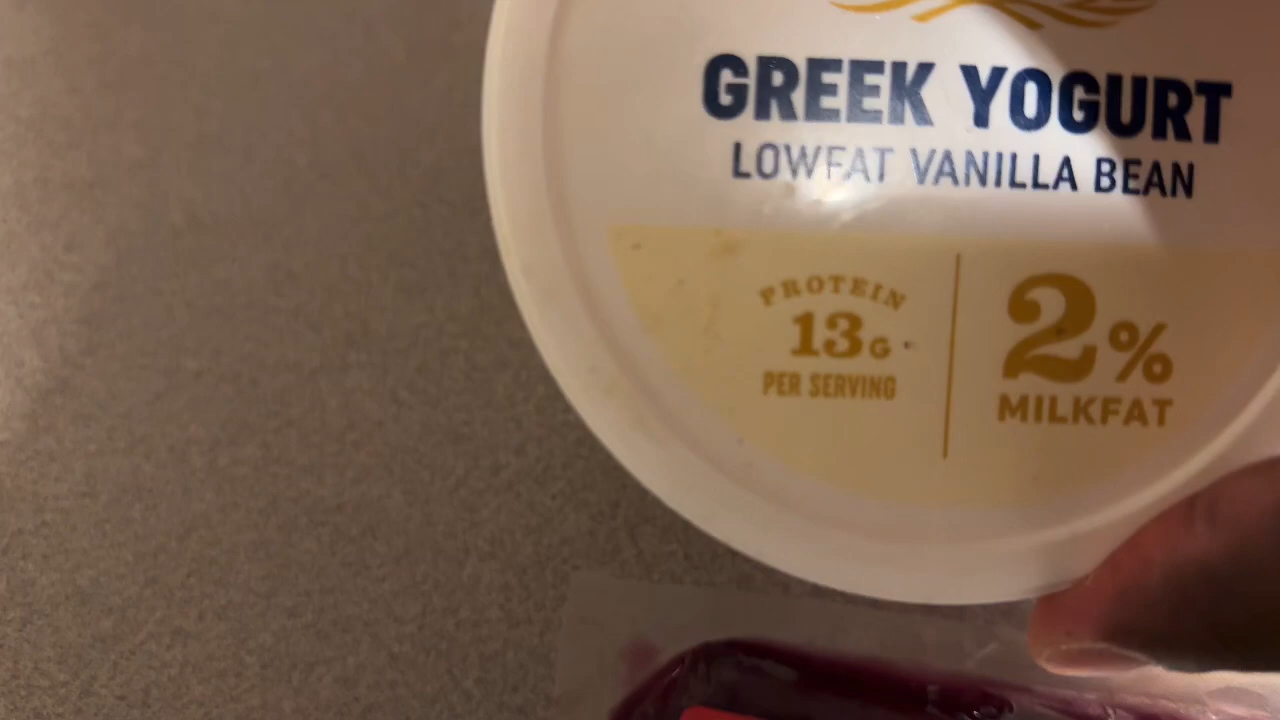 GREEK YOGURT
LOWFAT VANILLA BEAN
PROTEIN
13G
PER SERVING
2%
MILKFAT